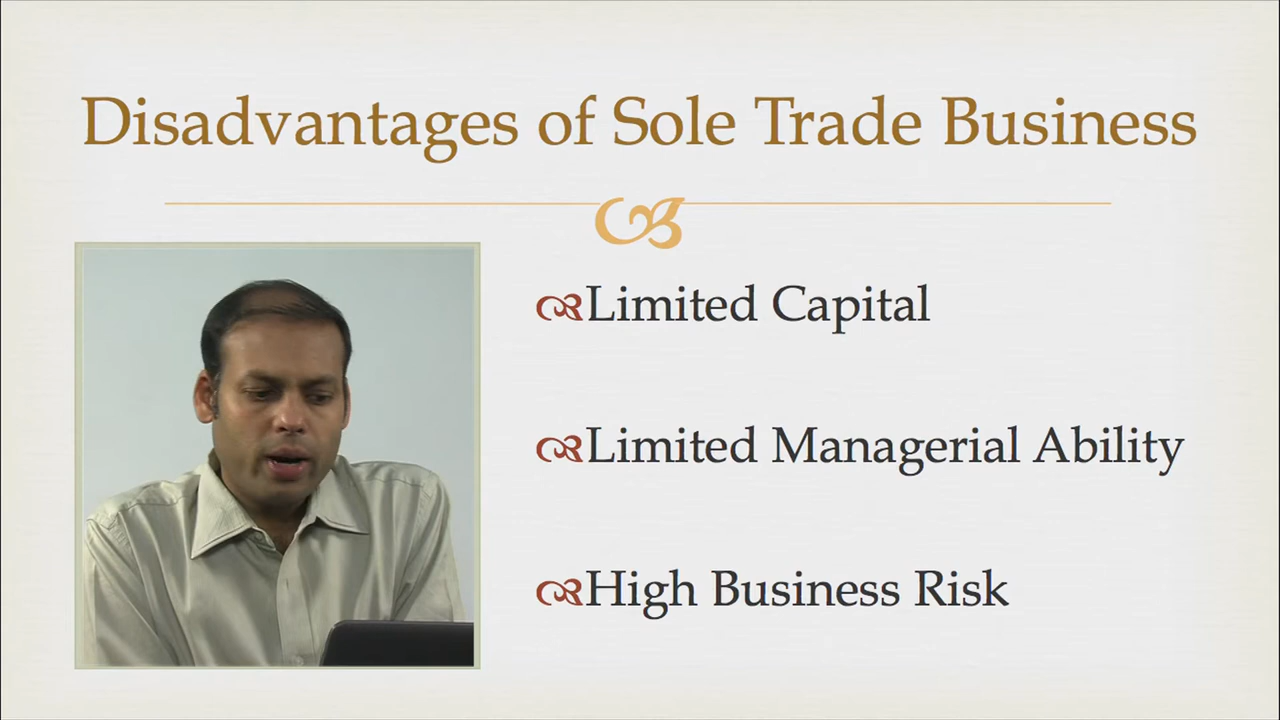 Disadvantages of Sole Trade Business
Limited Capital
Limited Managerial Ability
High Business Risk